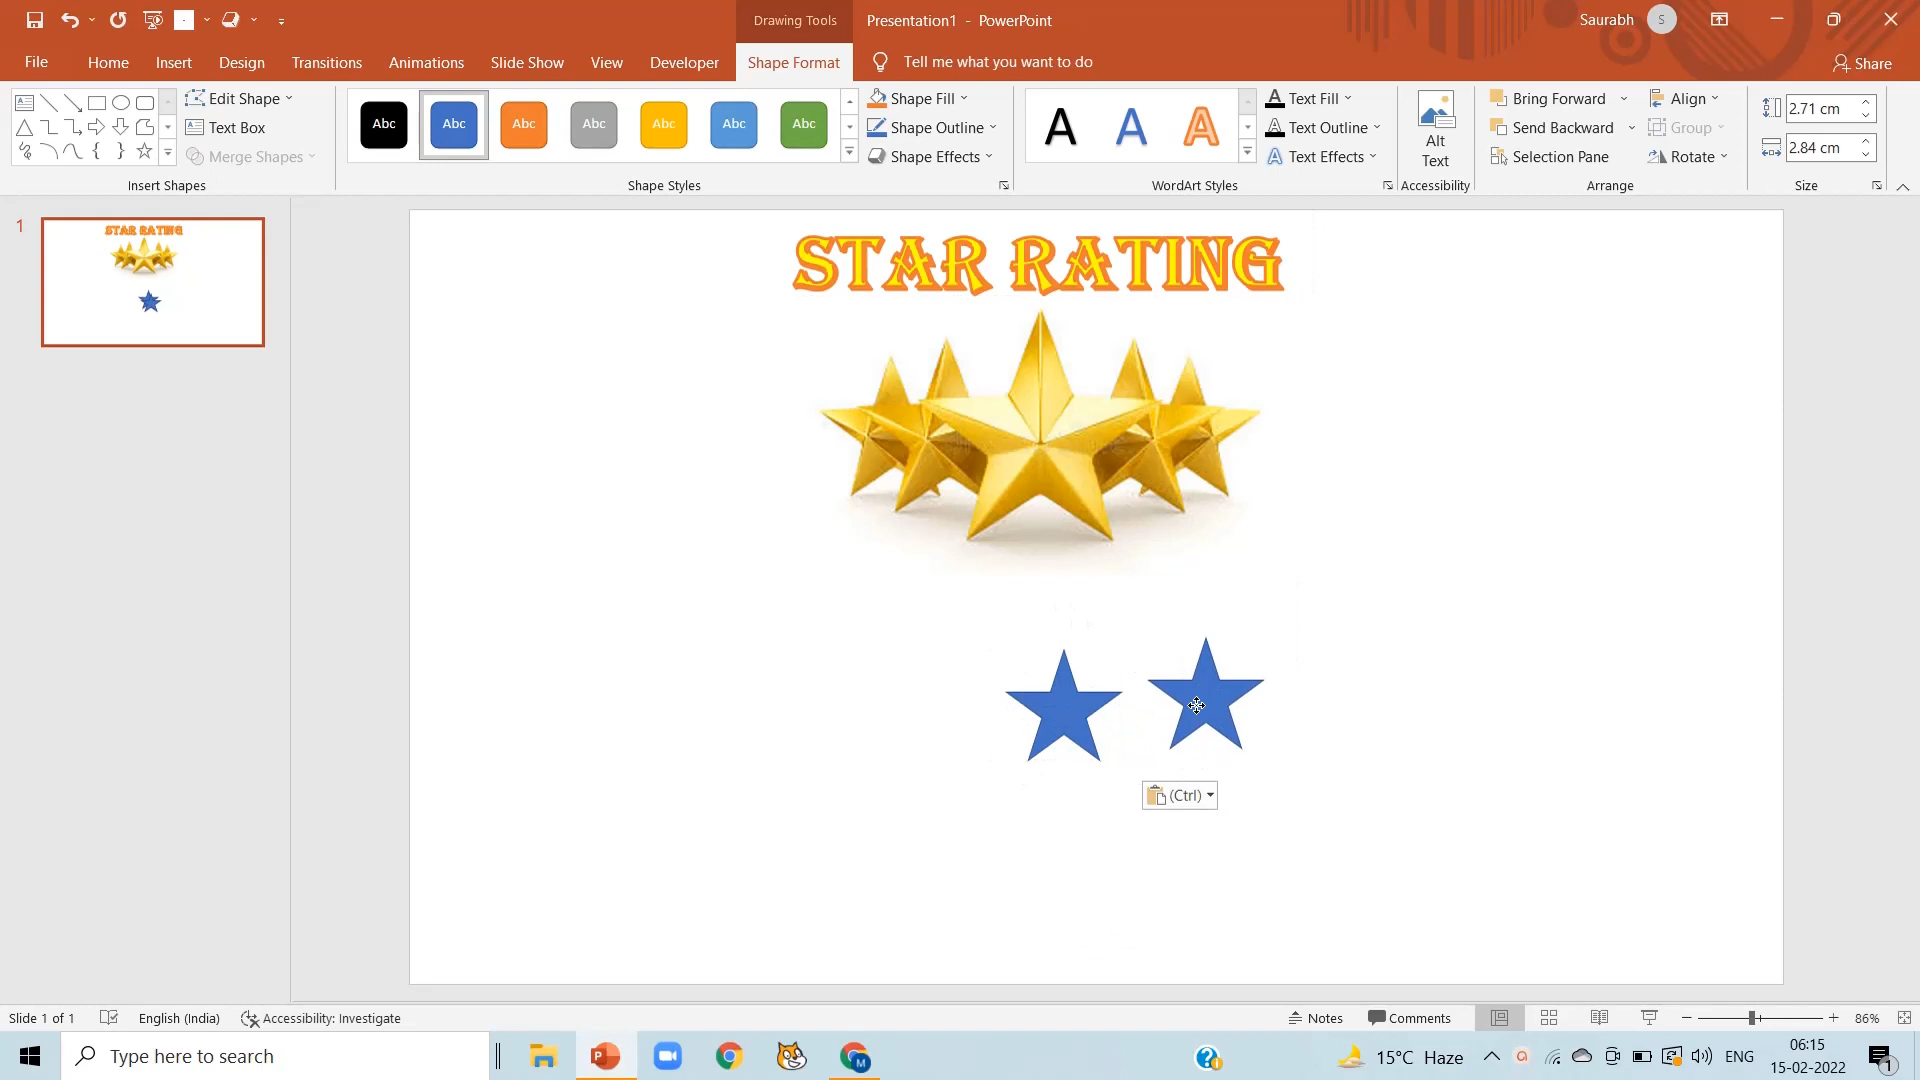 Drawing Tools
Presentation1 - PowerPoint
Saurabh
S
File
Home
Insert
Design
Transitions
Animations
Slide Show
View
Developer
Shape Format
Tell me what you want to do
Share
Edit Shape
Text Box
Merge Shapes
Insert Shapes
Abc
Abc
Abc
Abc
Abc
Abc
Abc
Shape Fill
Shape Outline
Shape Effects
Shape Styles
A
A
A
Text Fill
Text Outline
Text Effects
WordArt Styles
Alt
Text
Accessibility
Bring Forward
Send Backward
Selection Pane
Align
Group
Rotate
Arrange
2.71 cm
2.84 cm
Size
1
STAR RATING
STAR RATING
(Ctrl)
Slide 1 of 1
English (India)
Accessibility: Investigate
Notes
Comments
86%
Type here to search
15°C Haze
ENG
06:15
15-02-2022
1